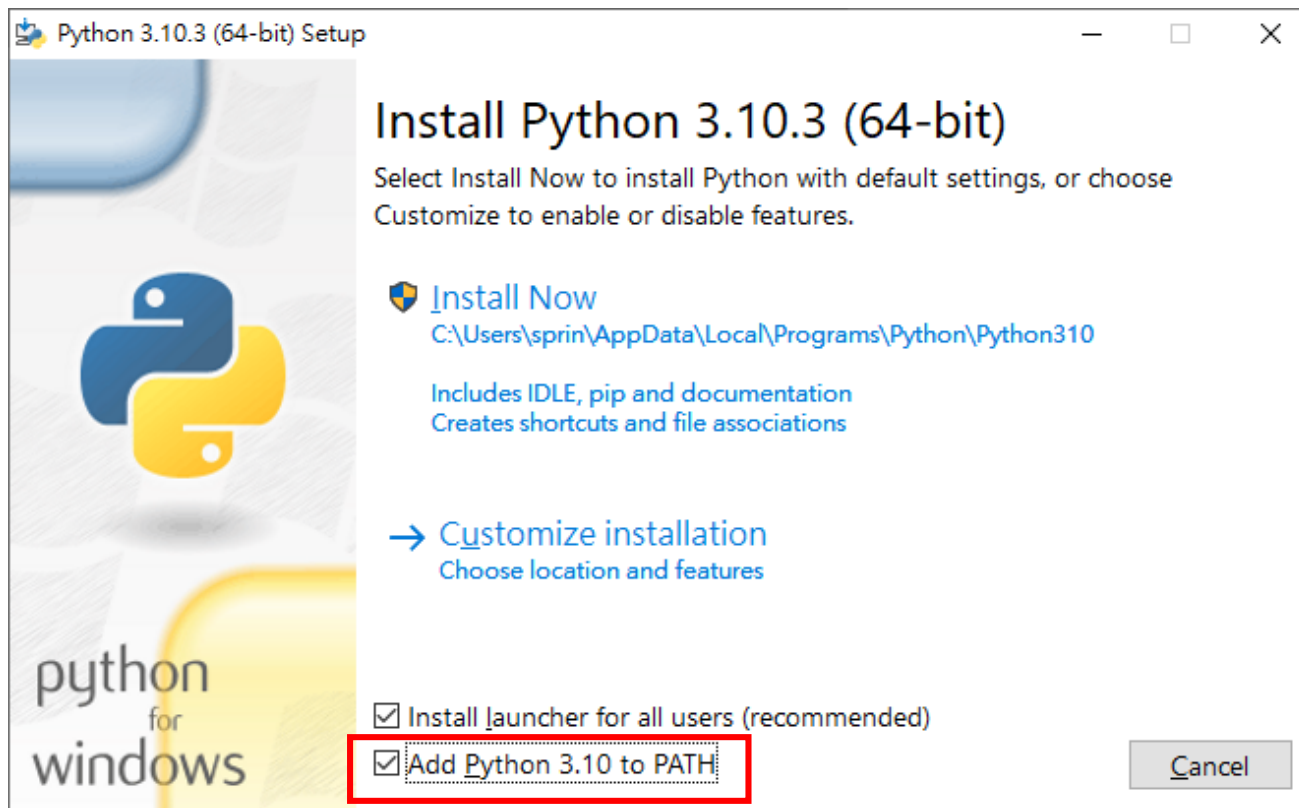 Python 3.10.3 (64-bit) Setup
Install Python 3.10.3 (64-bit)
Select Install Now to install Python with default settings, or choose
Customize to enable or disable features.
Install Now
C:\Users\sprin\AppData\Local\Programs\Python\Python310
Includes IDLE, pip and documentation
Creates shortcuts and file associations
Customize installation
Choose location and features
python
for
windows
Install launcher for all users (recommended)
Add Python 3.10 to PATH
Cancel